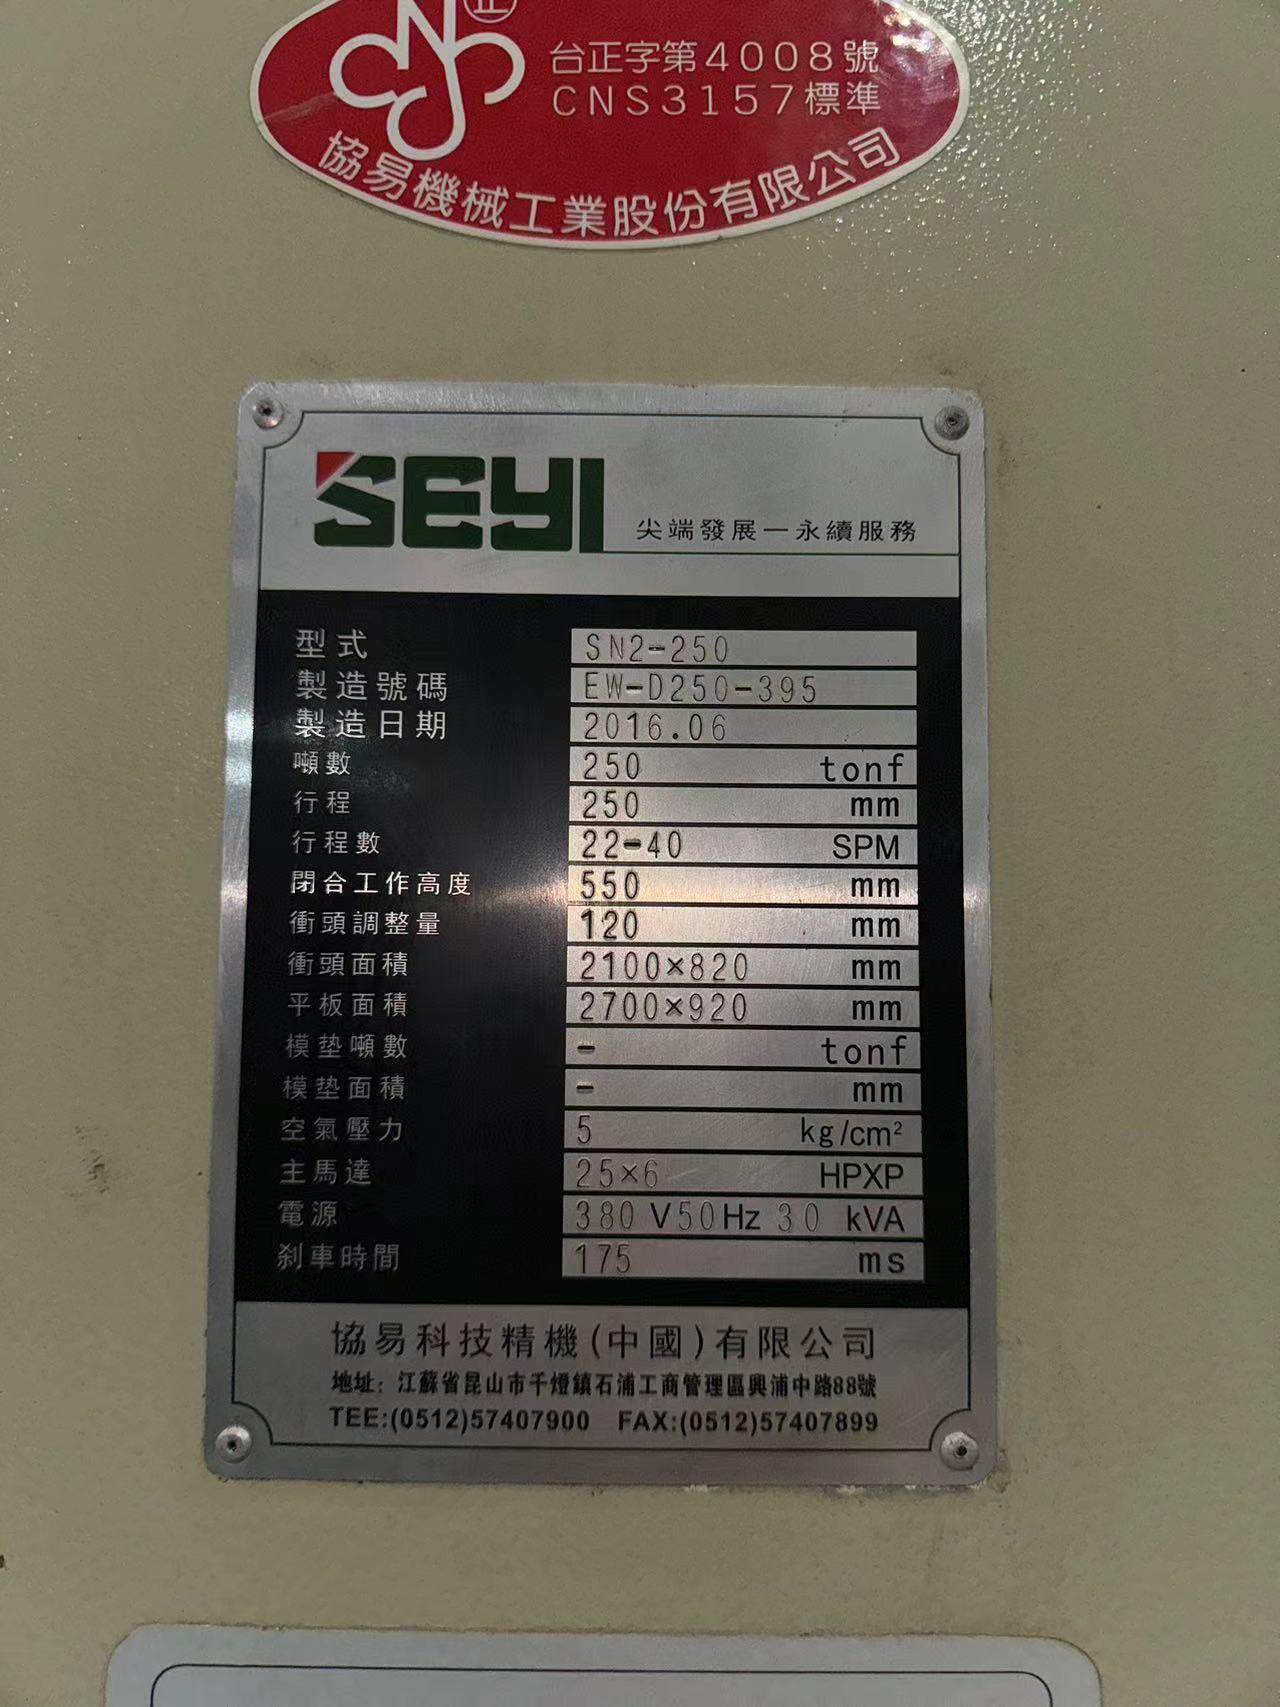 正
台正字第4008號
CNS3157標準
協易機械工業股份有限公司
SEYI 尖端發展一永續服務
型式 SN2-250
製造號碼 EW-D250-395
製造日期 2016.06
噸數 250 tonf
行程 250 mm
行程數 22-40 SPM
閉合工作高度 550 mm
衝頭調整量 120 mm
衝頭面積 2100×820 mm
平板面積 2700×920 mm
模垫噸數 - tonf
模垫面積 - mm
空氣壓力 5 kg/cm²
主馬達 25×6 HPXP
電源 380 V 50 Hz 30 kVA
刹車時間 175 ms
協易科技精機(中國)有限公司
地址: 江蘇省昆山市千燈鎮石浦工商管理區興浦中路88號
TEE:(0512)57407900 FAX:(0512)57407899